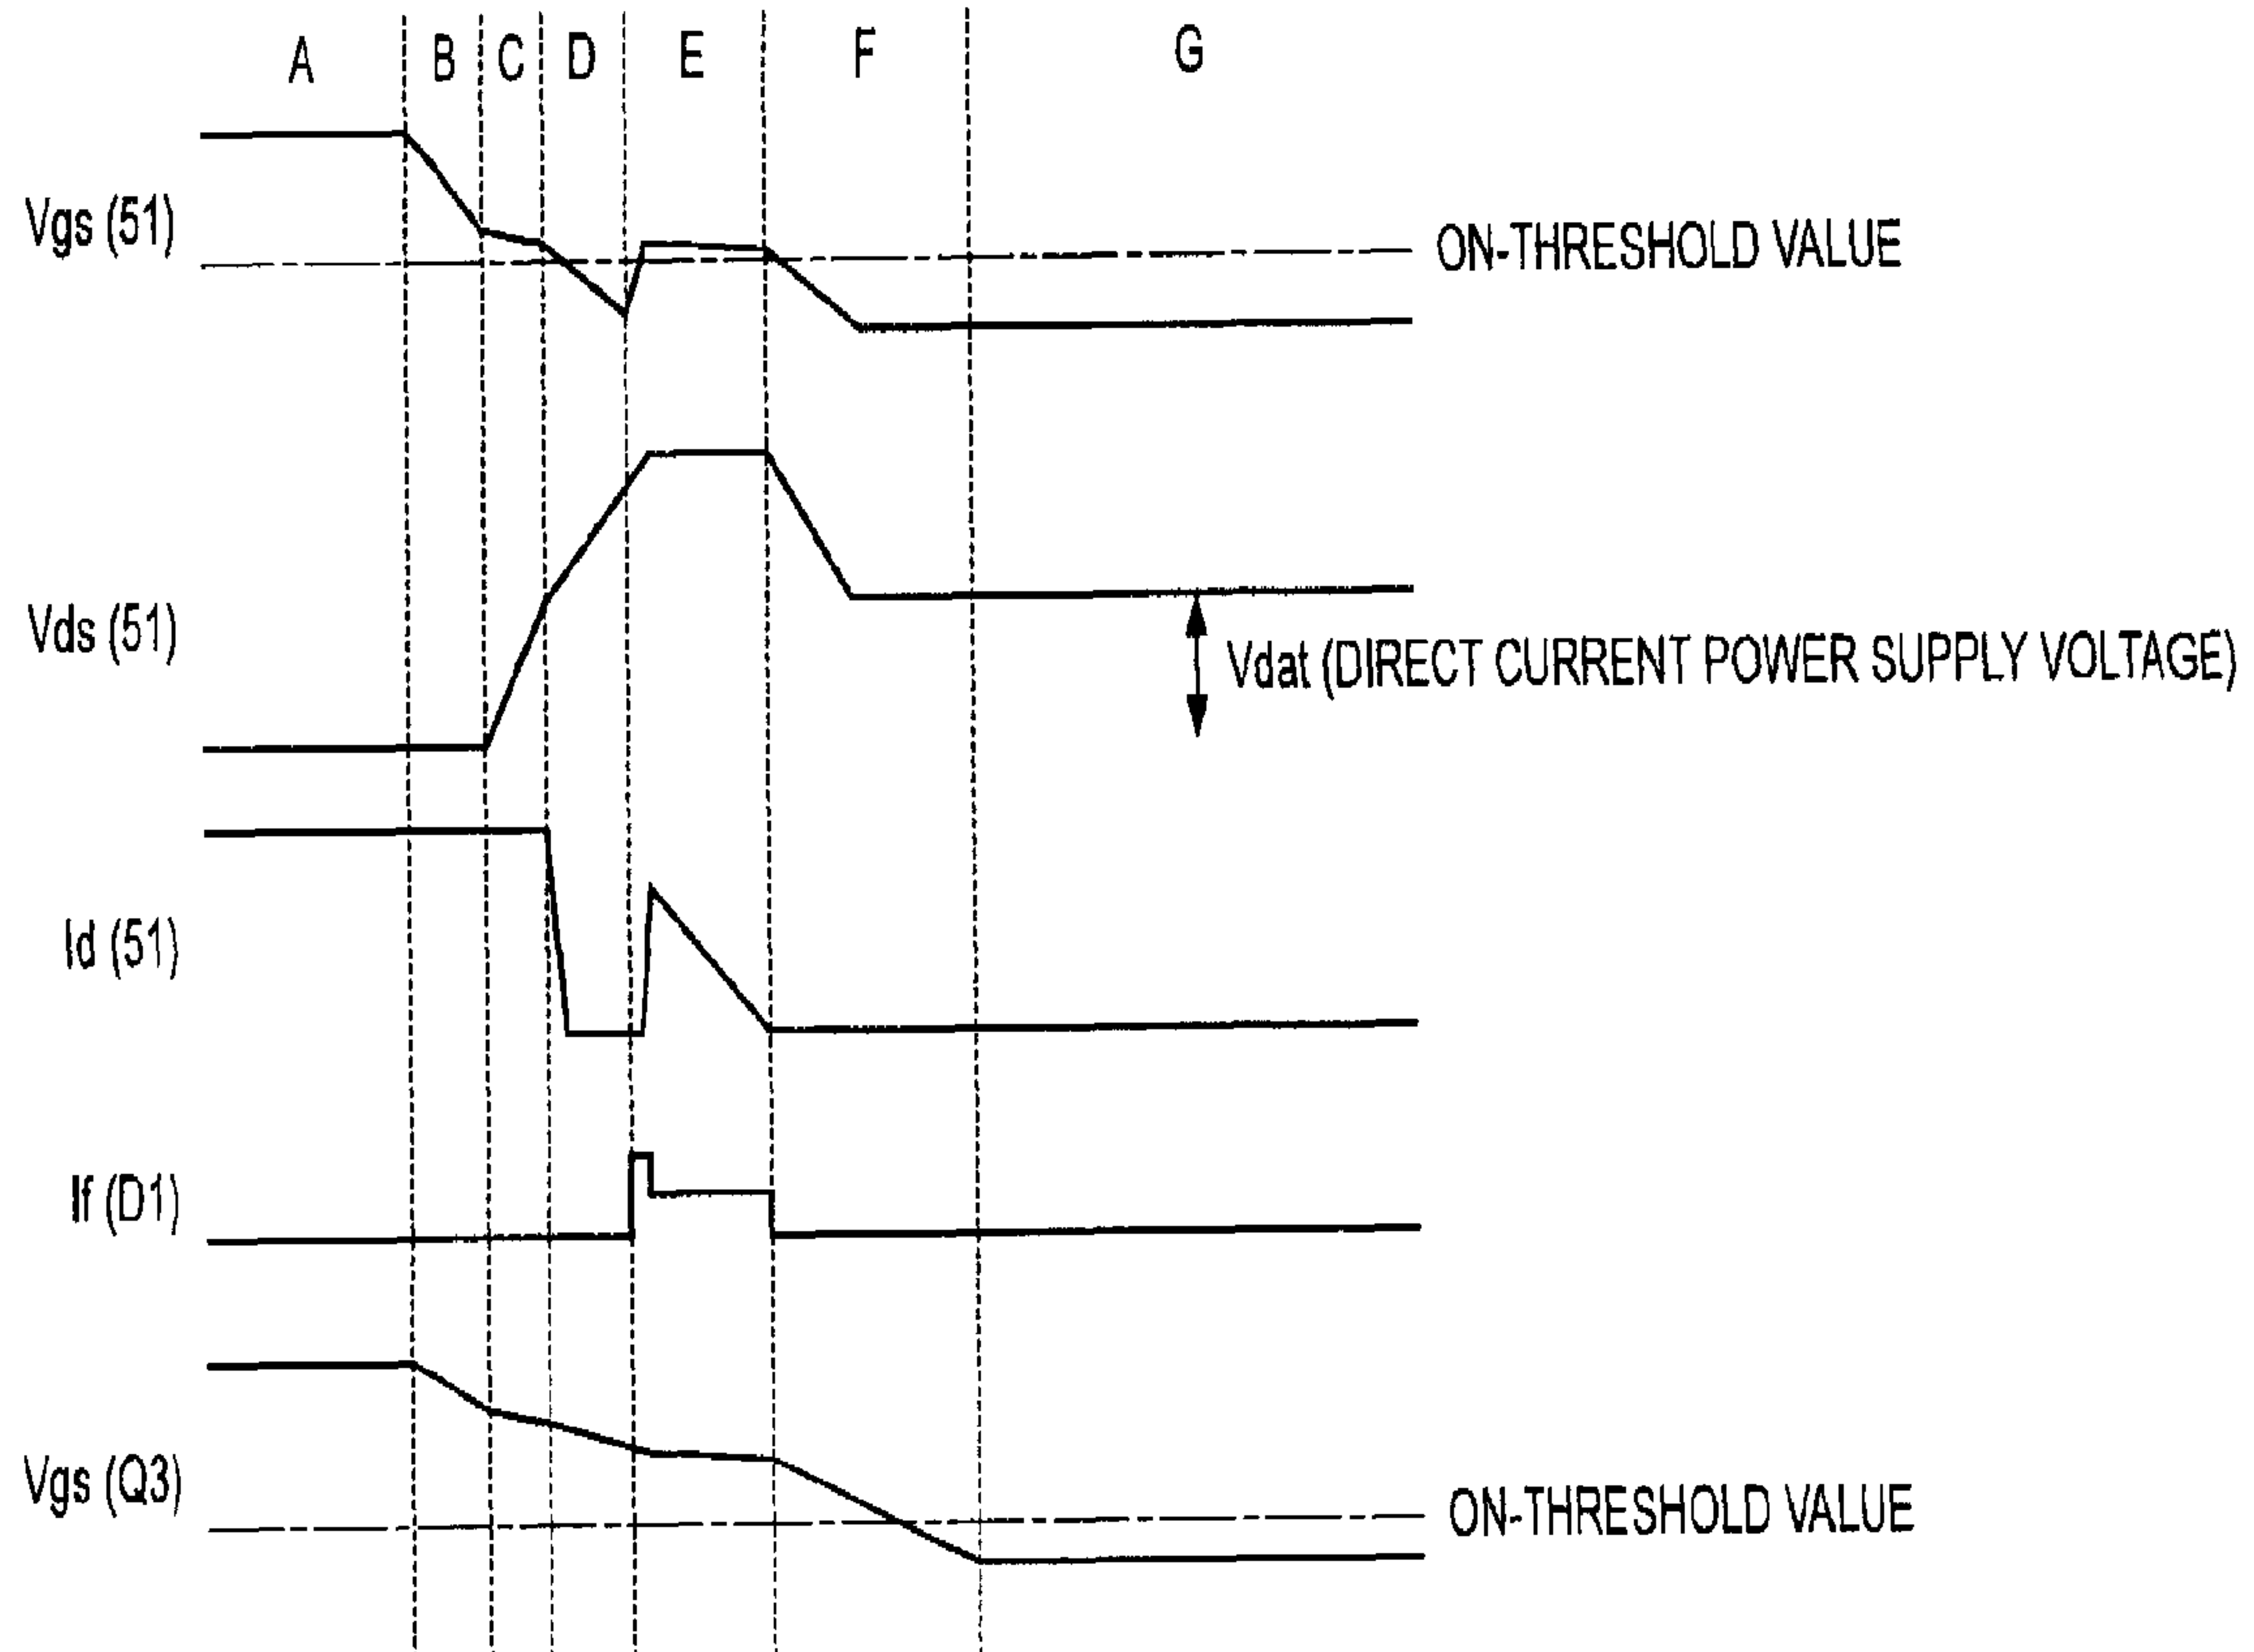 A B C D E F G
Vgs (51)
ON-THRESHOLD VALUE
Vds (51)
Vdat (DIRECT CURRENT POWER SUPPLY VOLTAGE)
Id (51)
If (D1)
Vgs (Q3)
ON-THRESHOLD VALUE